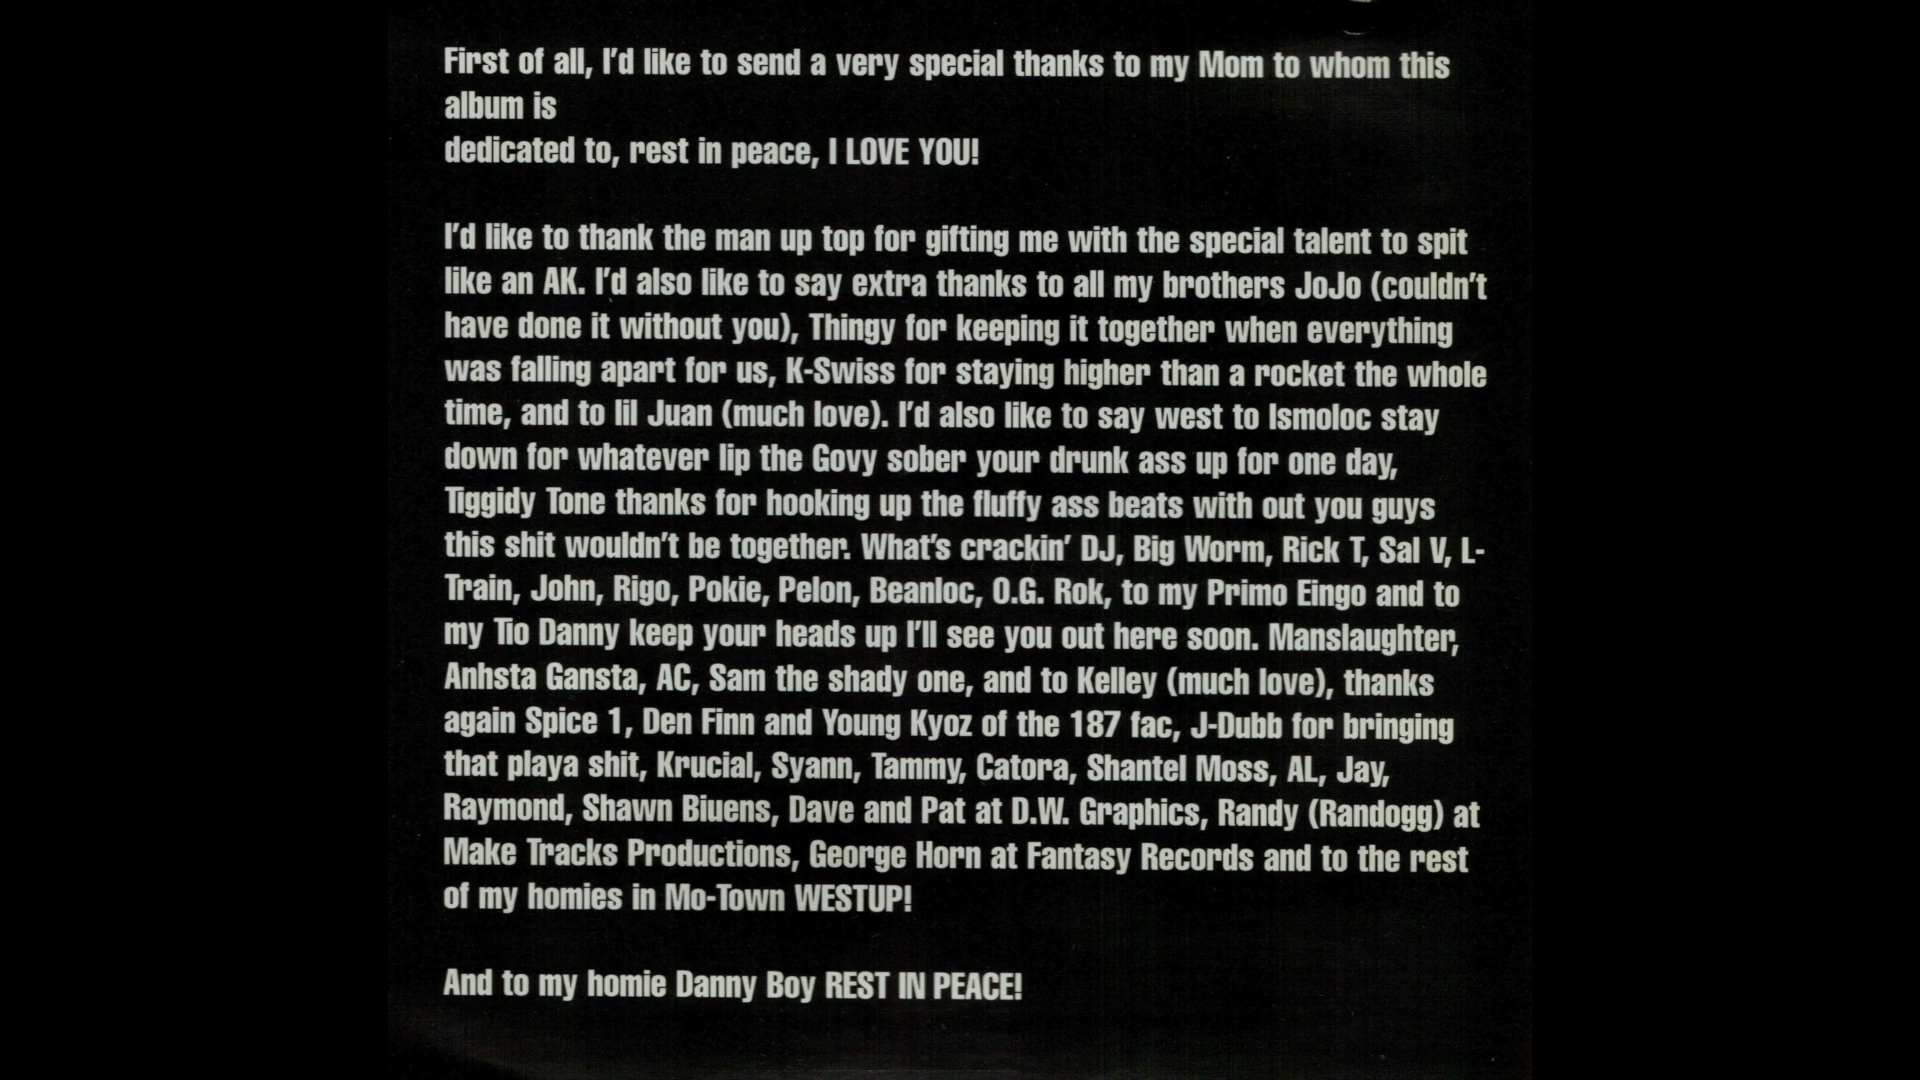 First of all, I'd like to send a very special thanks to my Mom to whom this
album is
dedicated to, rest in peace, I LOVE YOU!
I'd like to thank the man up top for gifting me with the special talent to spit
like an AK. I'd also like to say extra thanks to all my brothers JoJo (couldn't
have done it without you), Thingy for keeping it together when everything
was falling apart for us, K-Swiss for staying higher than a rocket the whole
time, and to lil Juan (much love). I'd also like to say west to Ismoloc stay
down for whatever lip the Govy sober your drunk ass up for one day,
Tiggidy Tone thanks for hooking up the fluffy ass beats with out you guys
this shit wouldn't be together. What's crackin' DJ, Big Worm, Rick T, Sal V, L-
Train, John, Rigo, Pokie, Pelon, Beanloc, O.G. Rok, to my Primo Eingo and to
my Tio Danny keep your heads up I'll see you out here soon. Manslaughter,
Anhsta Gansta, AC, Sam the shady one, and to Kelley (much love), thanks
again Spice 1, Den Finn and Young Kyoz of the 187 fac, J-Dubb for bringing
that playa shit, Krucial, Syann, Tammy, Catora, Shantel Moss, AL, Jay,
Raymond, Shawn Biuens, Dave and Pat at D.W. Graphics, Randy (Randogg) at
Make Tracks Productions, George Horn at Fantasy Records and to the rest
of my homies in Mo-Town WESTUP!
And to my homie Danny Boy REST IN PEACE!